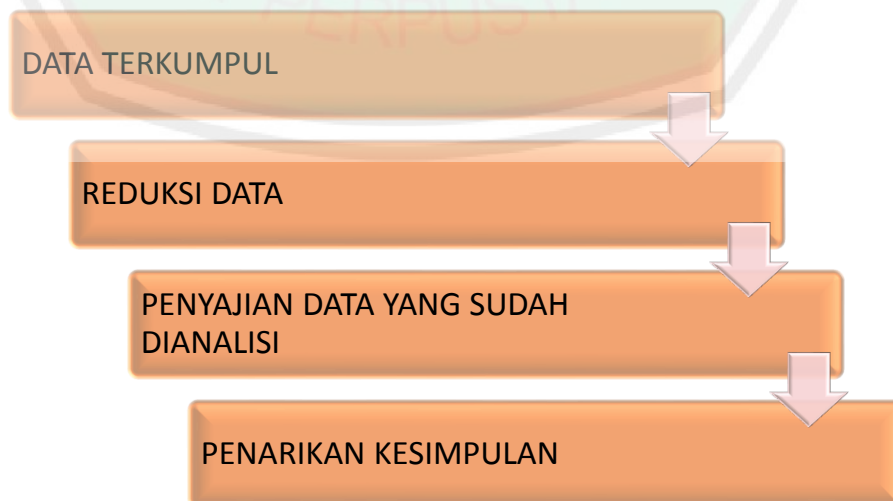 DATA TERKUMPUL
REDUKSI DATA
PENYAJIAN DATA YANG SUDAH
DIANALISI
PENARIKAN KESIMPULAN